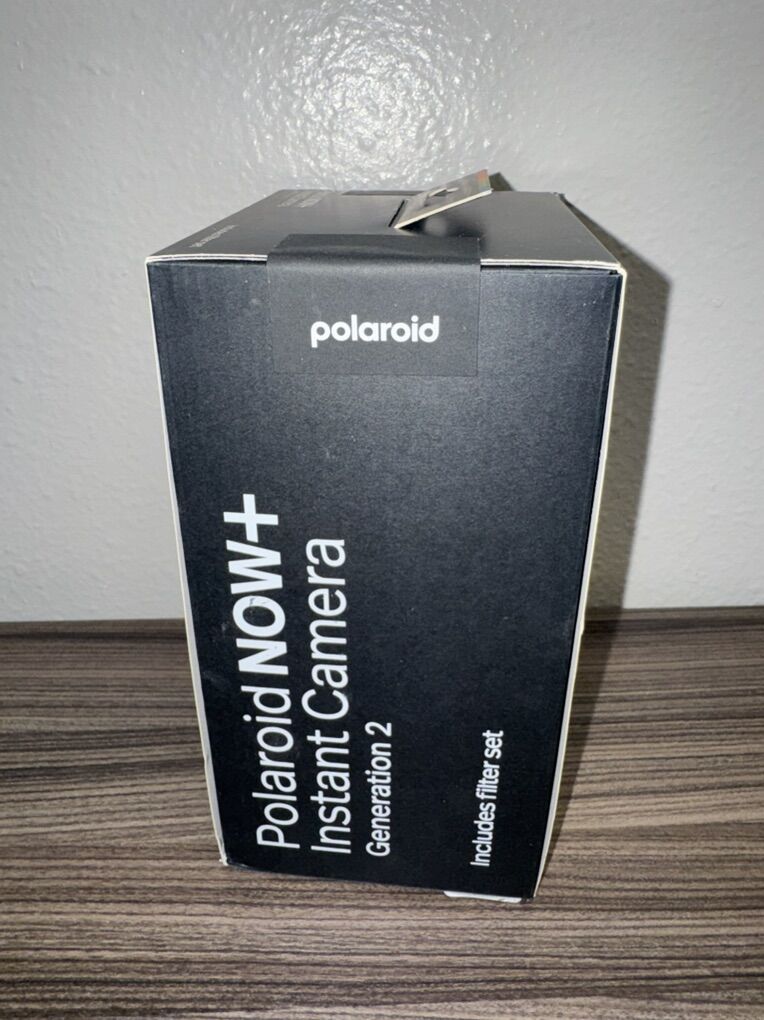 polaroid
Polaroid NOW+
Instant Camera
Generation 2
Includes filter set